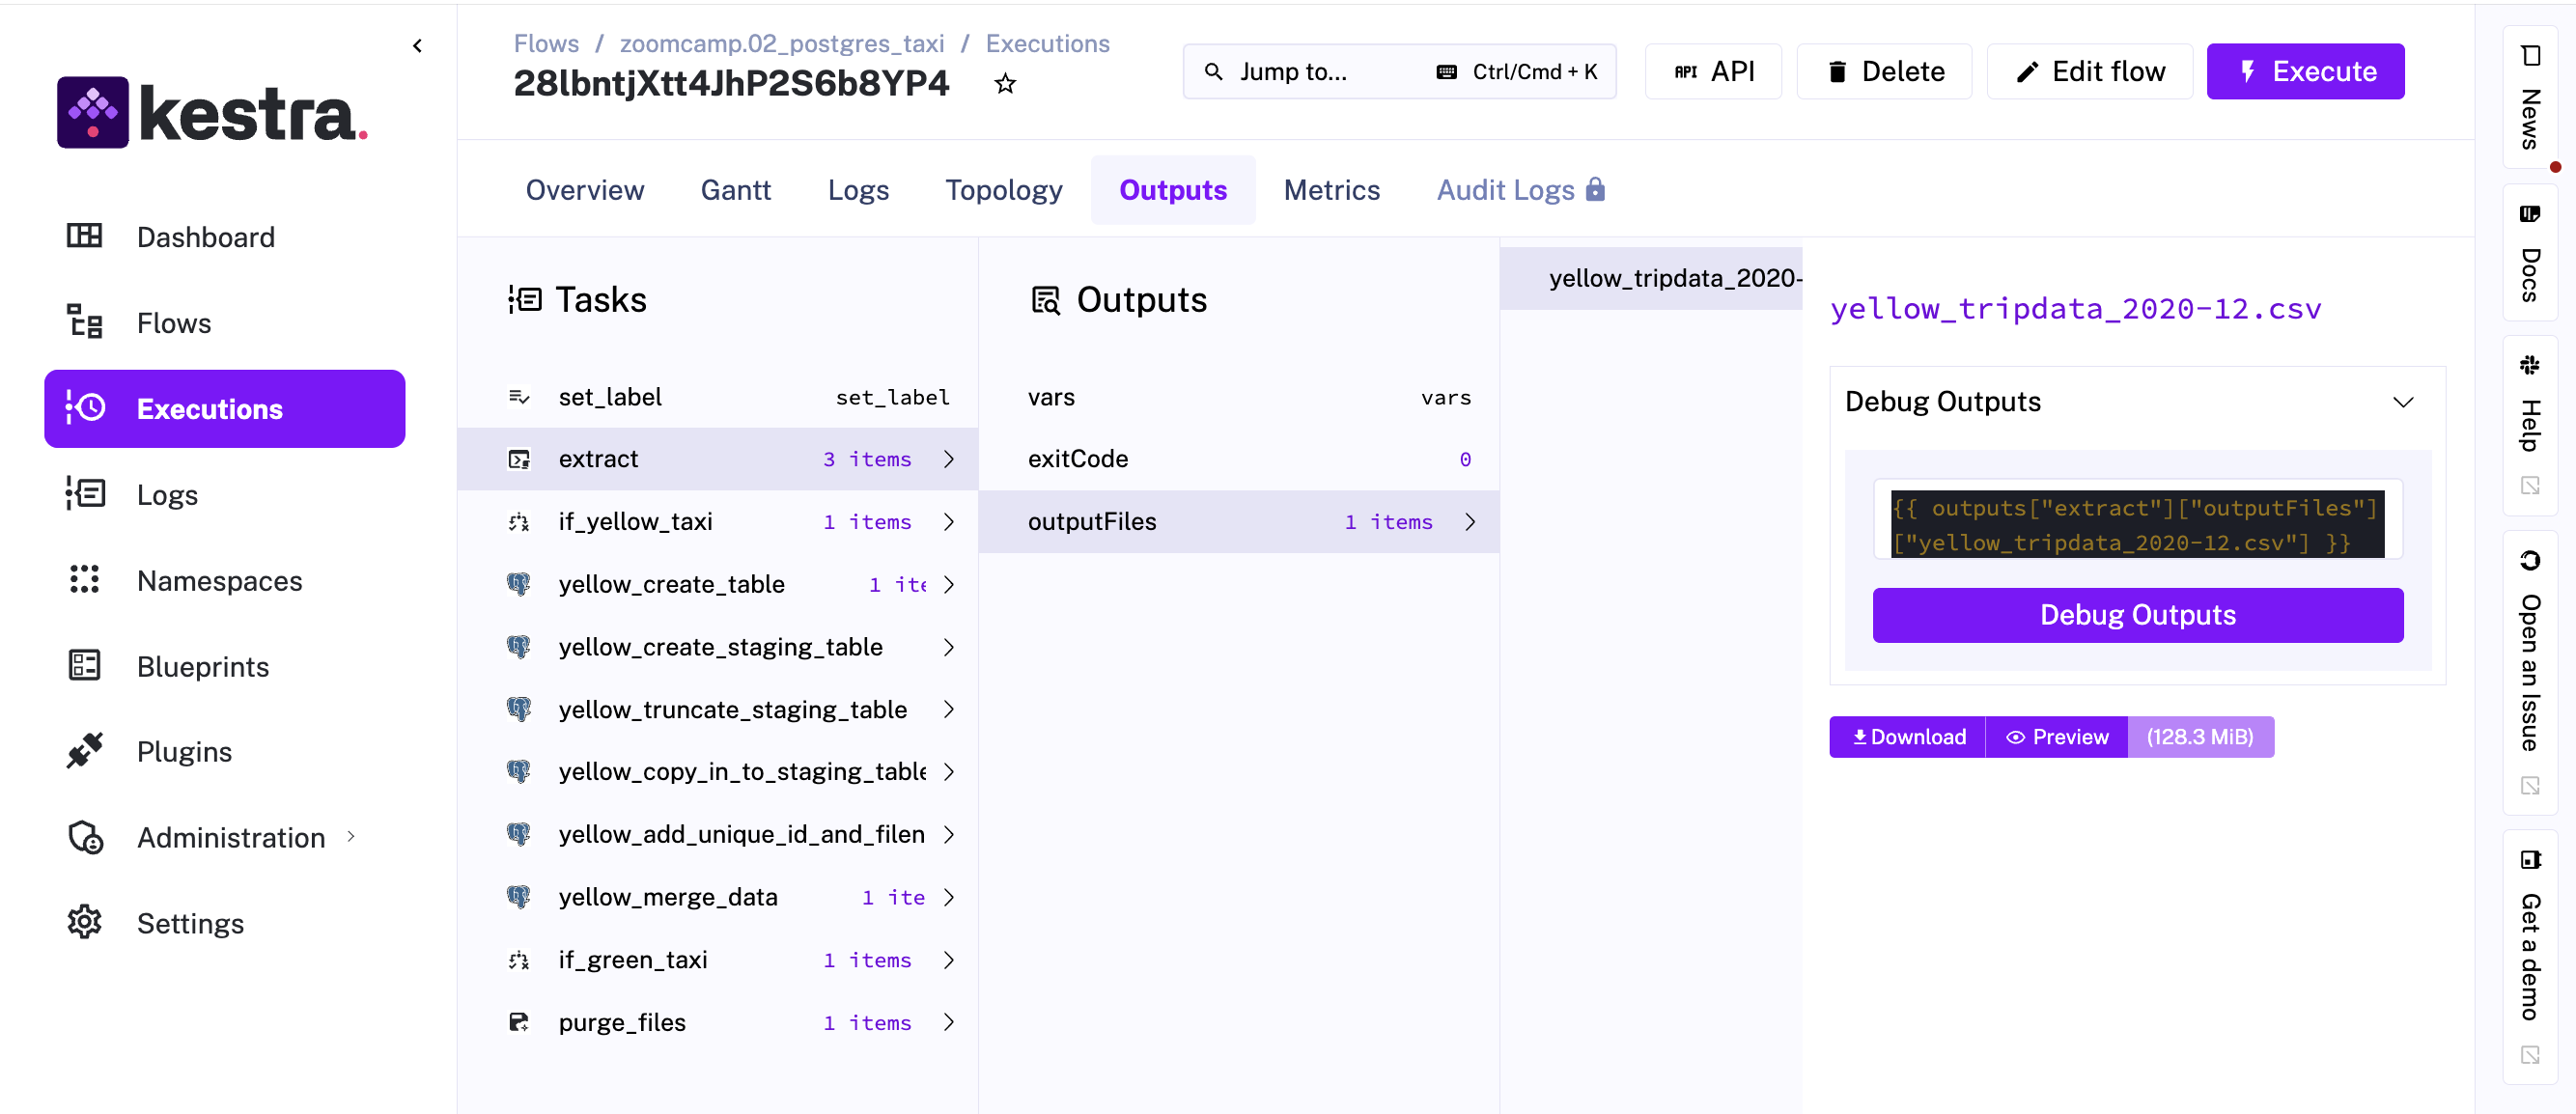 kestra.
Dashboard
Flows
Executions
Logs
Namespaces
Blueprints
Plugins
Administration
Settings
Flows / zoomcamp.02_postgres_taxi / Executions
28lbntjXtt4JhP2S6b8YP4
Jump to... Ctrl/Cmd + K
API API
Delete
Edit flow
Execute
Overview Gantt Logs Topology Outputs Metrics Audit Logs
Tasks
set_label set_label
extract 3 items
if_yellow_taxi 1 items
yellow_create_table 1 ite
yellow_create_staging_table
yellow_truncate_staging_table
yellow_copy_in_to_staging_table
yellow_add_unique_id_and_filen
yellow_merge_data 1 ite
if_green_taxi 1 items
purge_files 1 items
Outputs
vars vars
exitCode 0
outputFiles 1 items
yellow_tripdata_2020-
yellow_tripdata_2020-12.csv
Debug Outputs
{{ outputs["extract"]["outputFiles"]
["yellow_tripdata_2020-12.csv"] }}
Debug Outputs
Download Preview (128.3 MiB)
News
Docs
Help
Open an Issue
Get a demo